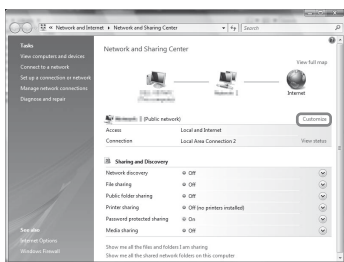 « Network and Internet ▸ Network and Sharing Center
Search
Tasks
View computers and devices
Connect to a network
Set up a connection or network
Manage network connections
Diagnose and repair
Network and Sharing Center
View full map
Internet
(Public network)
Customize
Access Local and Internet
Connection Local Area Connection 2 View status
Sharing and Discovery
Network discovery Off
File sharing Off
Public folder sharing Off
Printer sharing Off (no printers installed)
Password protected sharing On
Media sharing Off
Show me all the files and folders I am sharing
Show me all the shared network folders on this computer
See also
Internet Options
Windows Firewall